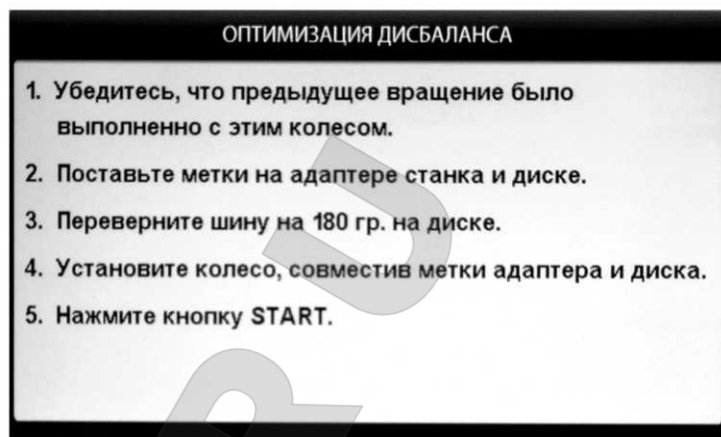 ОПТИМИЗАЦИЯ ДИСБАЛАНСА
1. Убедитесь, что предыдущее вращение было
выполненно с этим колесом.
2. Поставьте метки на адаптере станка и диске.
3. Переверните шину на 180 гр. на диске.
4. Установите колесо, совместив метки адаптера и диска.
5. Нажмите кнопку START.
R U